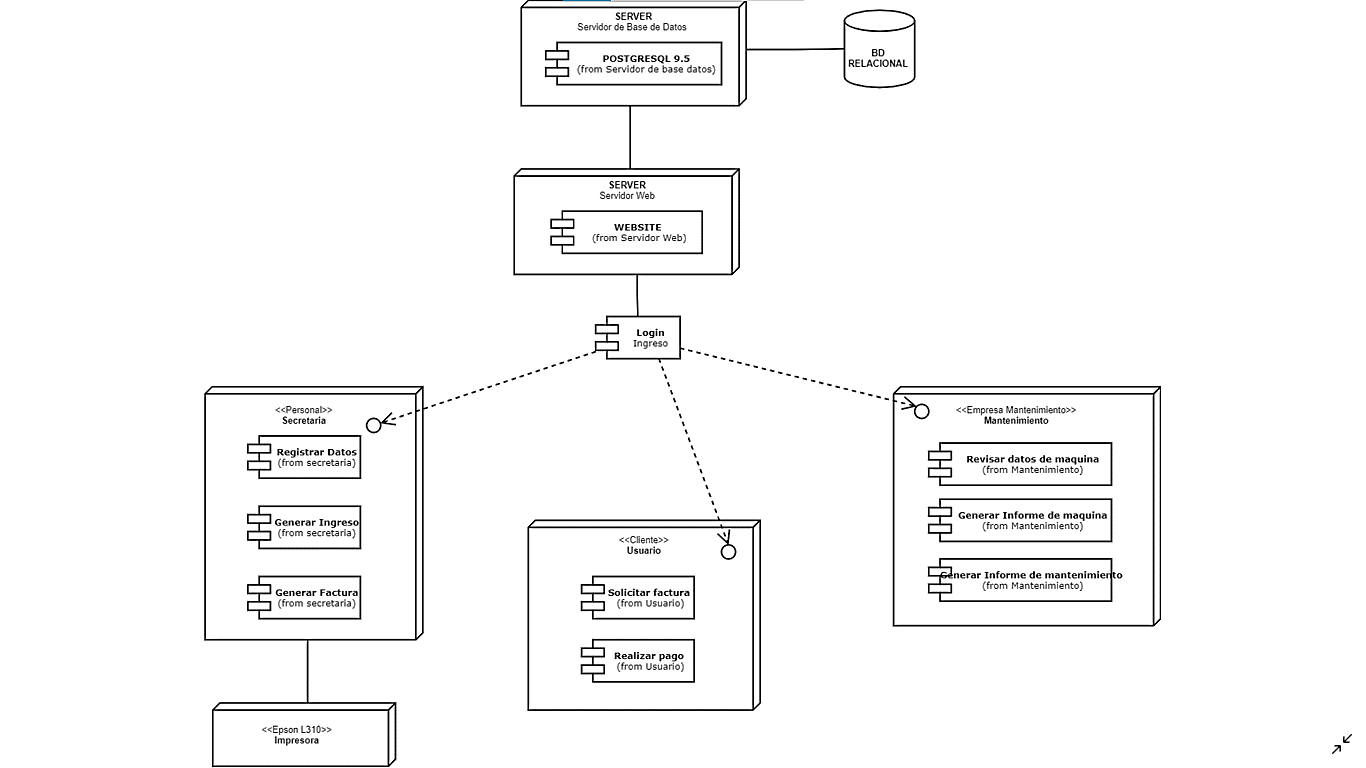 SERVER
Servidor de Base de Datos
POSTGRESQL 9.5
(from Servidor de base datos)
BD
RELACIONAL
SERVER
Servidor Web
WEBSITE
(from Servidor Web)
Login
Ingreso
<<Personal>>
Secretaria
Registrar Datos
(from secretaria)
Generar Ingreso
(from secretaria)
Generar Factura
(from secretaria)
<<Epson L310>>
Impresora
<<Cliente>>
Usuario
Solicitar factura
(from Usuario)
Realizar pago
(from Usuario)
<<Empresa Mantenimiento>>
Mantenimiento
Revisar datos de maquina
(from Mantenimiento)
Generar Informe de maquina
(from Mantenimiento)
Generar Informe de mantenimiento
(from Mantenimiento)